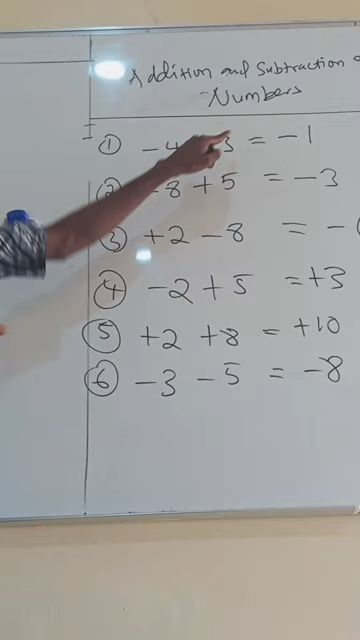 Addition and Subtraction
Numbers
① -4 3 = -1
② -8 +5 = -3
③ +2 -8 = -
④ -2 +5 = +3
⑤ +2 +8 = +10
⑥ -3 -5 = -8